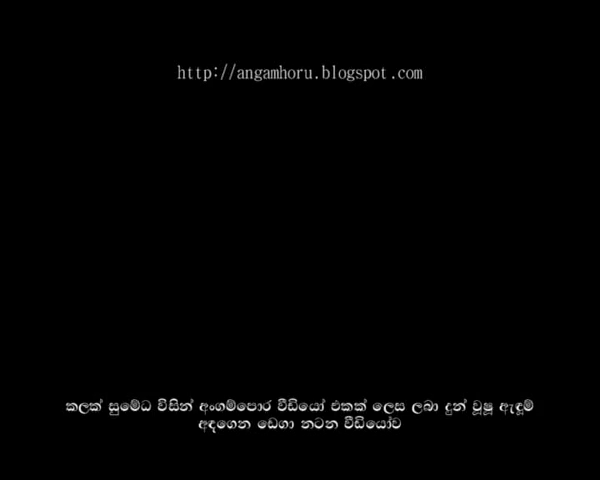 http://angamhoru.blogspot.com
කලක් සුමේධ විසින් අංගම්පොර වීඩියෝ එකක් ලෙස ලබා දුන් වූෂු ඇඳුම්
අඳගෙන ඩෙගා නටන වීඩියෝව